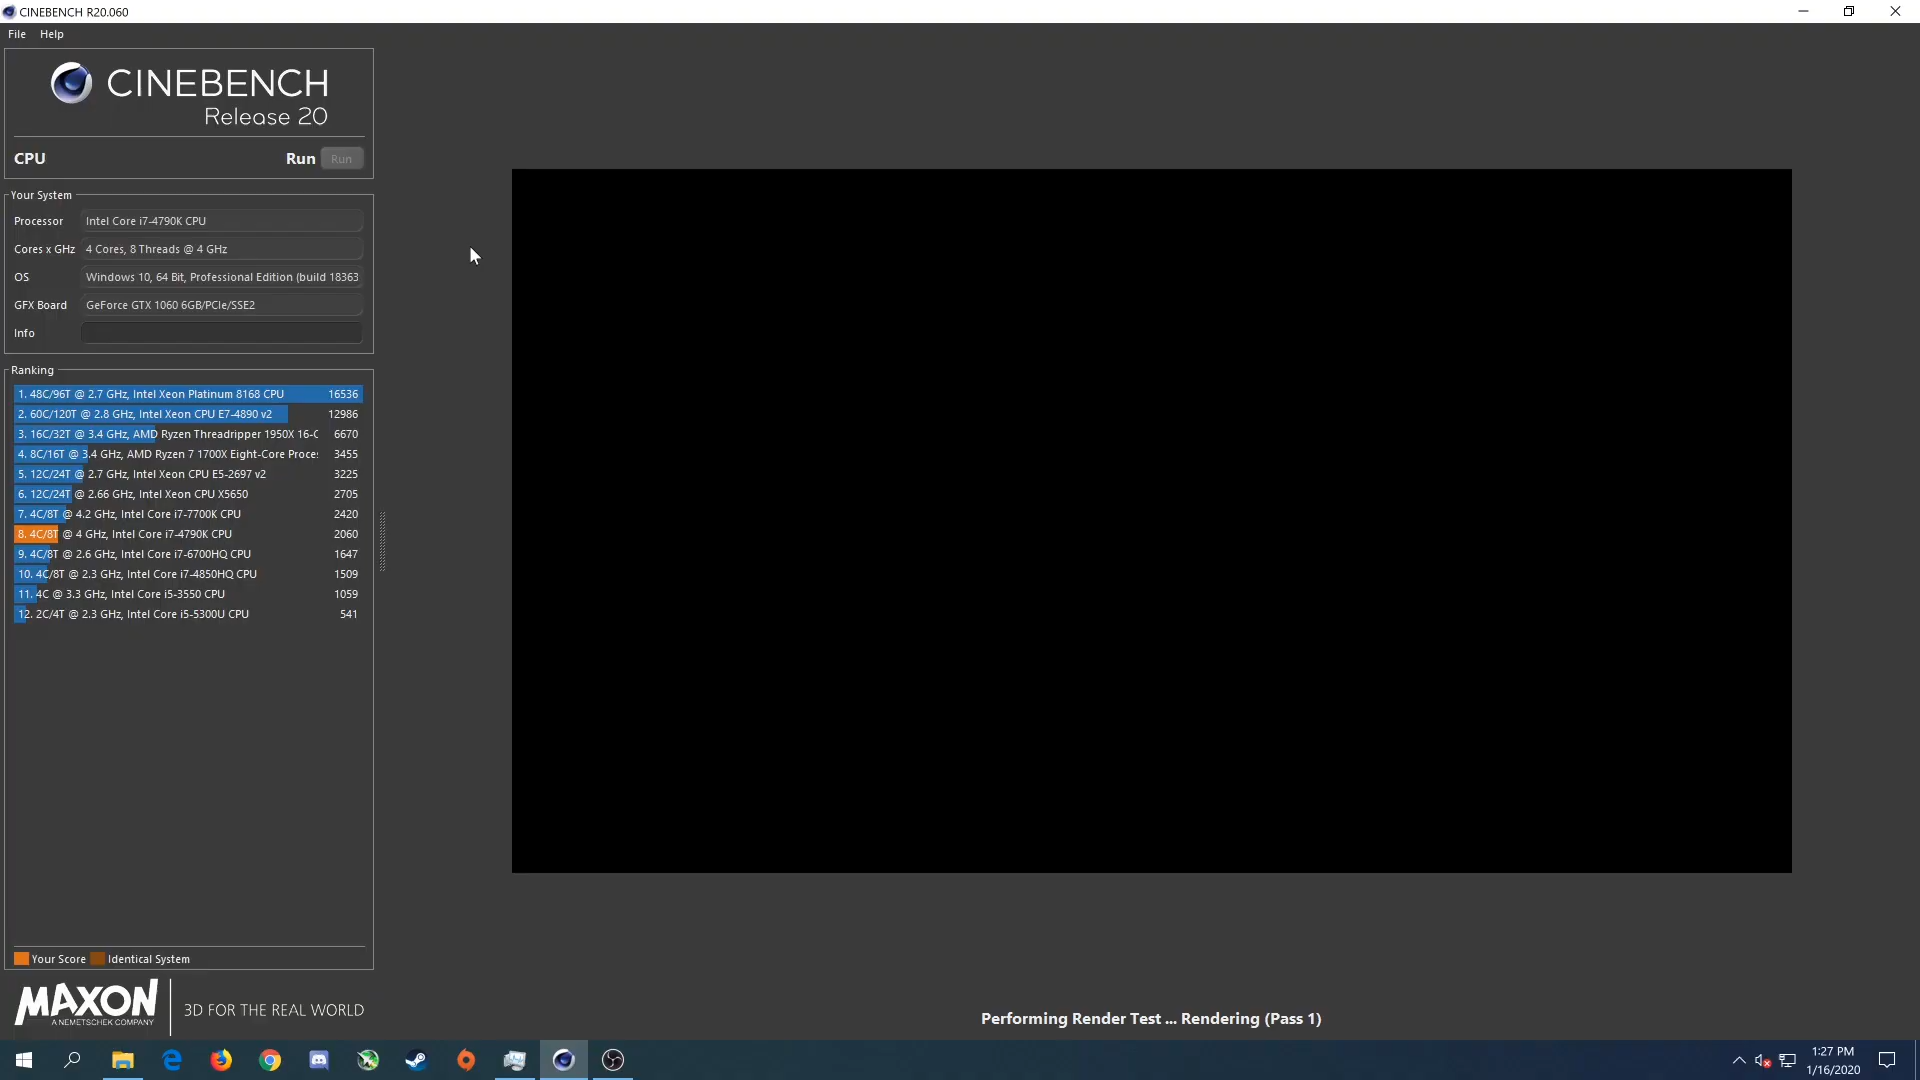 CINEBENCH R20.060
File Help
CINEBENCH
Release 20
CPU Run Run
Your System
Processor Intel Core i7-4790K CPU
Cores x GHz 4 Cores, 8 Threads @ 4 GHz
OS Windows 10, 64 Bit, Professional Edition (build 18363
GFX Board GeForce GTX 1060 6GB/PCIe/SSE2
Info
Ranking
1. 48C/96T @ 2.7 GHz, Intel Xeon Platinum 8168 CPU 16536
2. 60C/120T @ 2.8 GHz, Intel Xeon CPU E7-4890 v2 12986
3. 16C/32T @ 3.4 GHz, AMD Ryzen Threadripper 1950X 16-C 6670
4. 8C/16T @ 3.4 GHz, AMD Ryzen 7 1700X Eight-Core Proce: 3455
5. 12C/24T @ 2.7 GHz, Intel Xeon CPU E5-2697 v2 3225
6. 12C/24T @ 2.66 GHz, Intel Xeon CPU X5650 2705
7. 4C/8T @ 4.2 GHz, Intel Core i7-7700K CPU 2420
8. 4C/8T @ 4 GHz, Intel Core i7-4790K CPU 2060
9. 4C/8T @ 2.6 GHz, Intel Core i7-6700HQ CPU 1647
10. 4C/8T @ 2.3 GHz, Intel Core i7-4850HQ CPU 1509
11. 4C @ 3.3 GHz, Intel Core i5-3550 CPU 1059
12. 2C/4T @ 2.3 GHz, Intel Core i5-5300U CPU 541
Your Score Identical System
MAXON
A NEMETSCHEK COMPANY
3D FOR THE REAL WORLD
Performing Render Test ... Rendering (Pass 1)
1:27 PM
1/16/2020